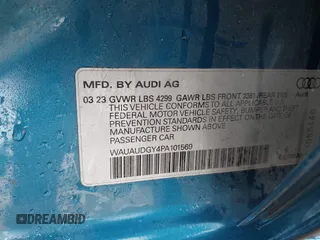 MFD. BY AUDI AG
03 23 GVWR LBS 4299 GAWR LBS FRONT REAR
THIS VEHICLE CONFORMS TO ALL APPLICABLE U.S.
FEDERAL MOTOR VEHICLE SAFETY, BUMPER AND
THEFT PREVENTION STANDARDS IN EFFECT ON THE
DATE OF MANUFACTURE SHOWN ABOVE.
PASSENGER CAR
WAUAUDGY4PA101569
Audi
DREAMBID